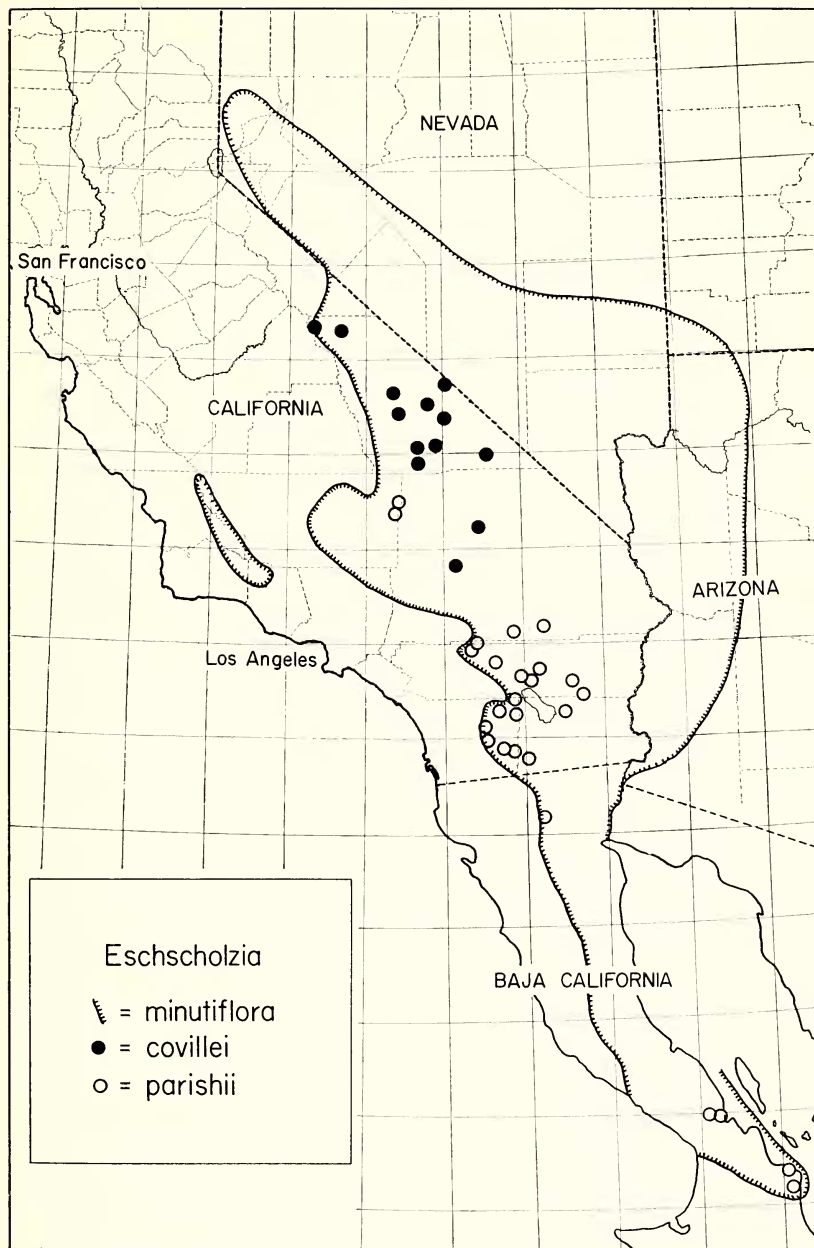 NEVADA
San Francisco
CALIFORNIA
ARIZONA
Los Angeles
BAJA CALIFORNIA
Eschscholzia
= minutiflora
● = covillei
○ = parishii